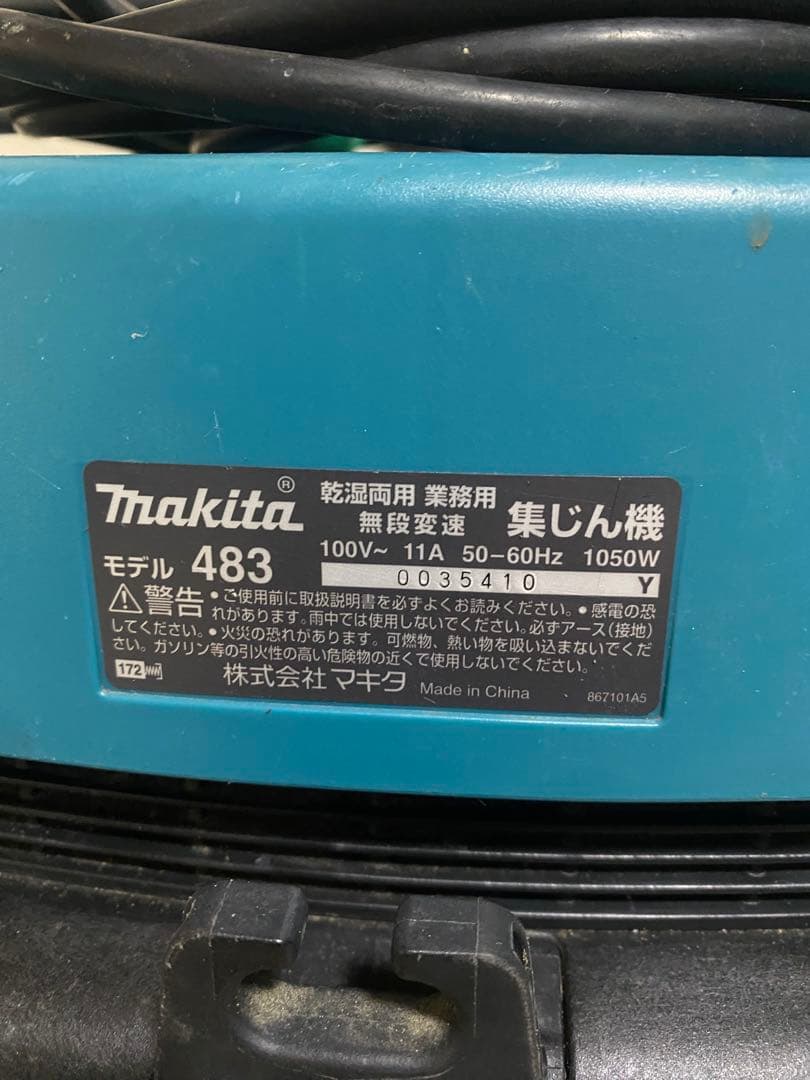 makita®
乾湿両用 業務用
無段変速
集じん機
モデル 483
100V~ 11A 50-60Hz 1050W
0035410 Y
⚠警告 •ご使用前に取扱説明書を必ずよくお読みください。•感電の恐
れがあります。雨中では使用しないでください。必ずアース(接地)
してください。•火災の恐れがあります。可燃物、熱い物を吸い込まないでくだ
さい。ガソリン等の引火性の高い危険物の近くで使用しないでください。
172
株式会社 マキタ Made in China 867101A5